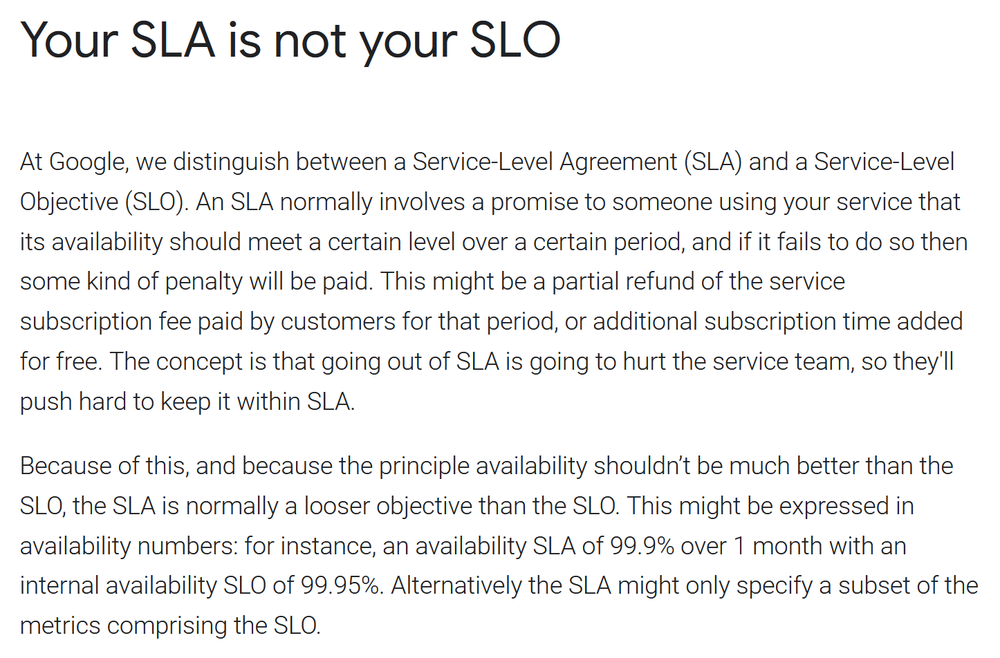 Your SLA is not your SLO
At Google, we distinguish between a Service-Level Agreement (SLA) and a Service-Level
Objective (SLO). An SLA normally involves a promise to someone using your service that
its availability should meet a certain level over a certain period, and if it fails to do so then
some kind of penalty will be paid. This might be a partial refund of the service
subscription fee paid by customers for that period, or additional subscription time added
for free. The concept is that going out of SLA is going to hurt the service team, so they'll
push hard to keep it within SLA.
Because of this, and because the principle availability shouldn’t be much better than the
SLO, the SLA is normally a looser objective than the SLO. This might be expressed in
availability numbers: for instance, an availability SLA of 99.9% over 1 month with an
internal availability SLO of 99.95%. Alternatively the SLA might only specify a subset of the
metrics comprising the SLO.